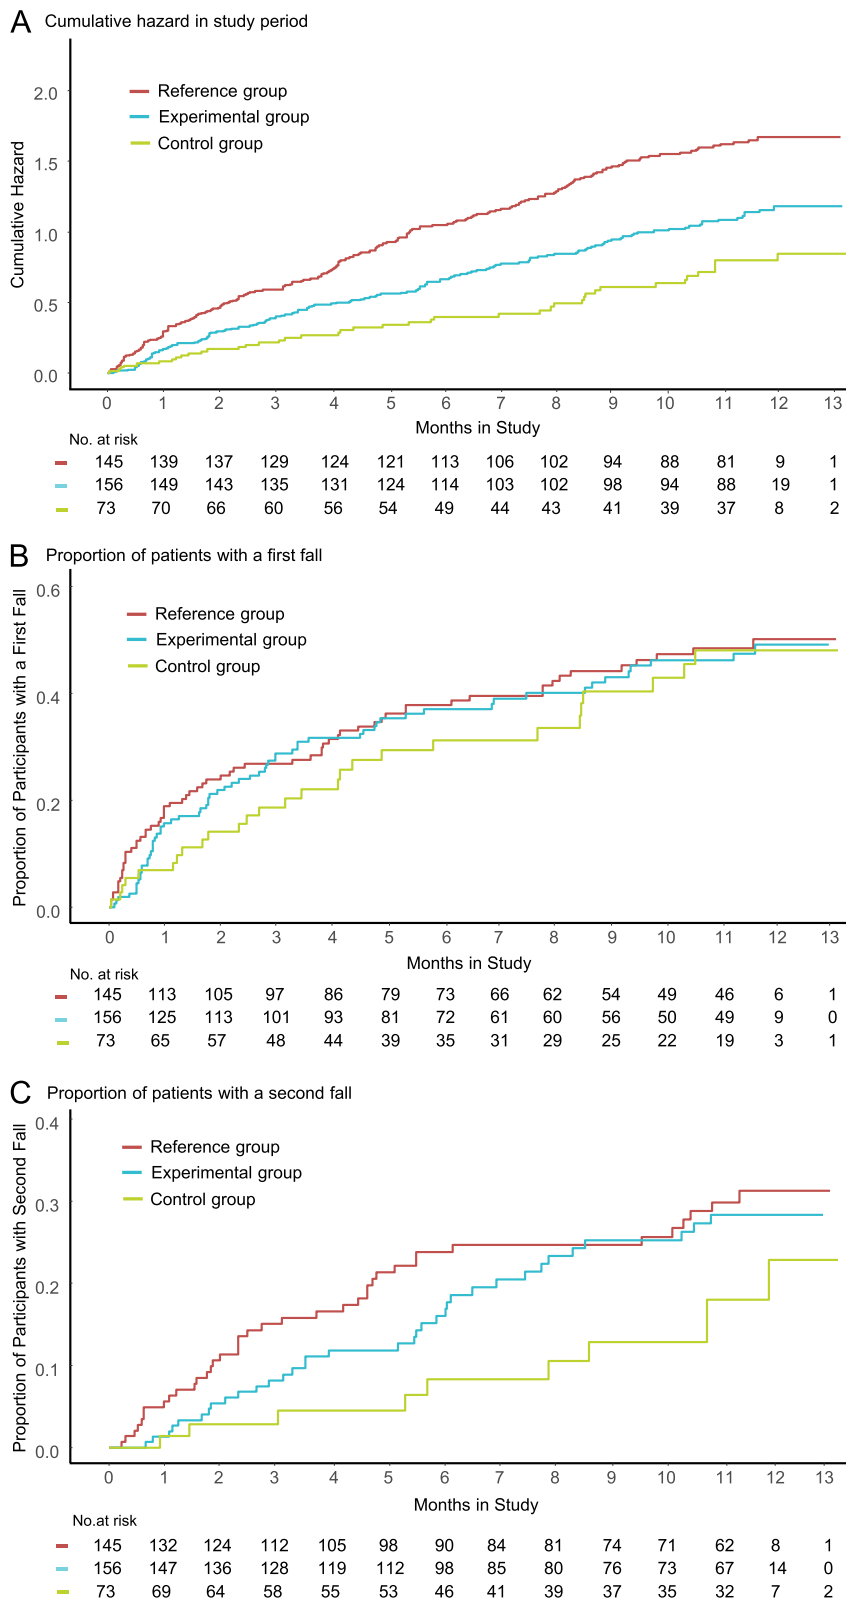 A Cumulative hazard in study period
Cumulative Hazard
2.0
1.5
1.0
0.5
0.0
Reference group
Experimental group
Control group
0 1 2 3 4 5 6 7 8 9 10 11 12 13
Months in Study
No. at risk
145 139 137 129 124 121 113 106 102 94 88 81 9 1
156 149 143 135 131 124 114 103 102 98 94 88 19 1
73 70 66 60 56 54 49 44 43 41 39 37 8 2
B Proportion of patients with a first fall
Proportion of Participants with a First Fall
0.6
0.4
0.2
0.0
Reference group
Experimental group
Control group
0 1 2 3 4 5 6 7 8 9 10 11 12 13
Months in Study
No. at risk
145 113 105 97 86 79 73 66 62 54 49 46 6 1
156 125 113 101 93 81 72 61 60 56 50 49 9 0
73 65 57 48 44 39 35 31 29 25 22 19 3 1
C Proportion of patients with a second fall
Proportion of Participants with Second Fall
0.4
0.3
0.2
0.1
0.0
Reference group
Experimental group
Control group
0 1 2 3 4 5 6 7 8 9 10 11 12 13
Months in Study
No.at risk
145 132 124 112 105 98 90 84 81 74 71 62 8 1
156 147 136 128 119 112 98 85 80 76 73 67 14 0
73 69 64 58 55 53 46 41 39 37 35 32 7 2